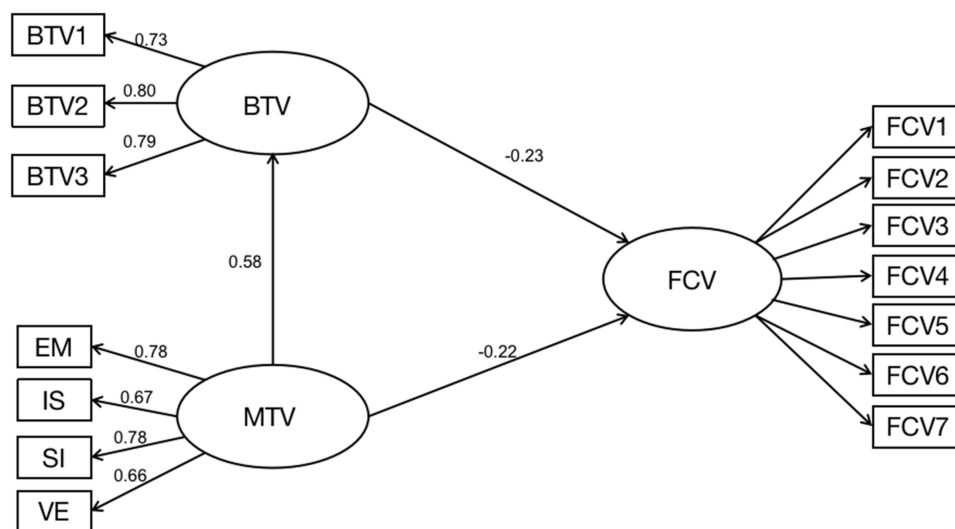 BTV1
0.73
BTV2
0.80
BTV
BTV3
0.79
-0.23
FCV1
FCV2
FCV3
FCV4
FCV5
FCV6
FCV7
FCV
0.58
-0.22
EM
0.78
IS
0.67
MTV
SI
0.78
VE
0.66